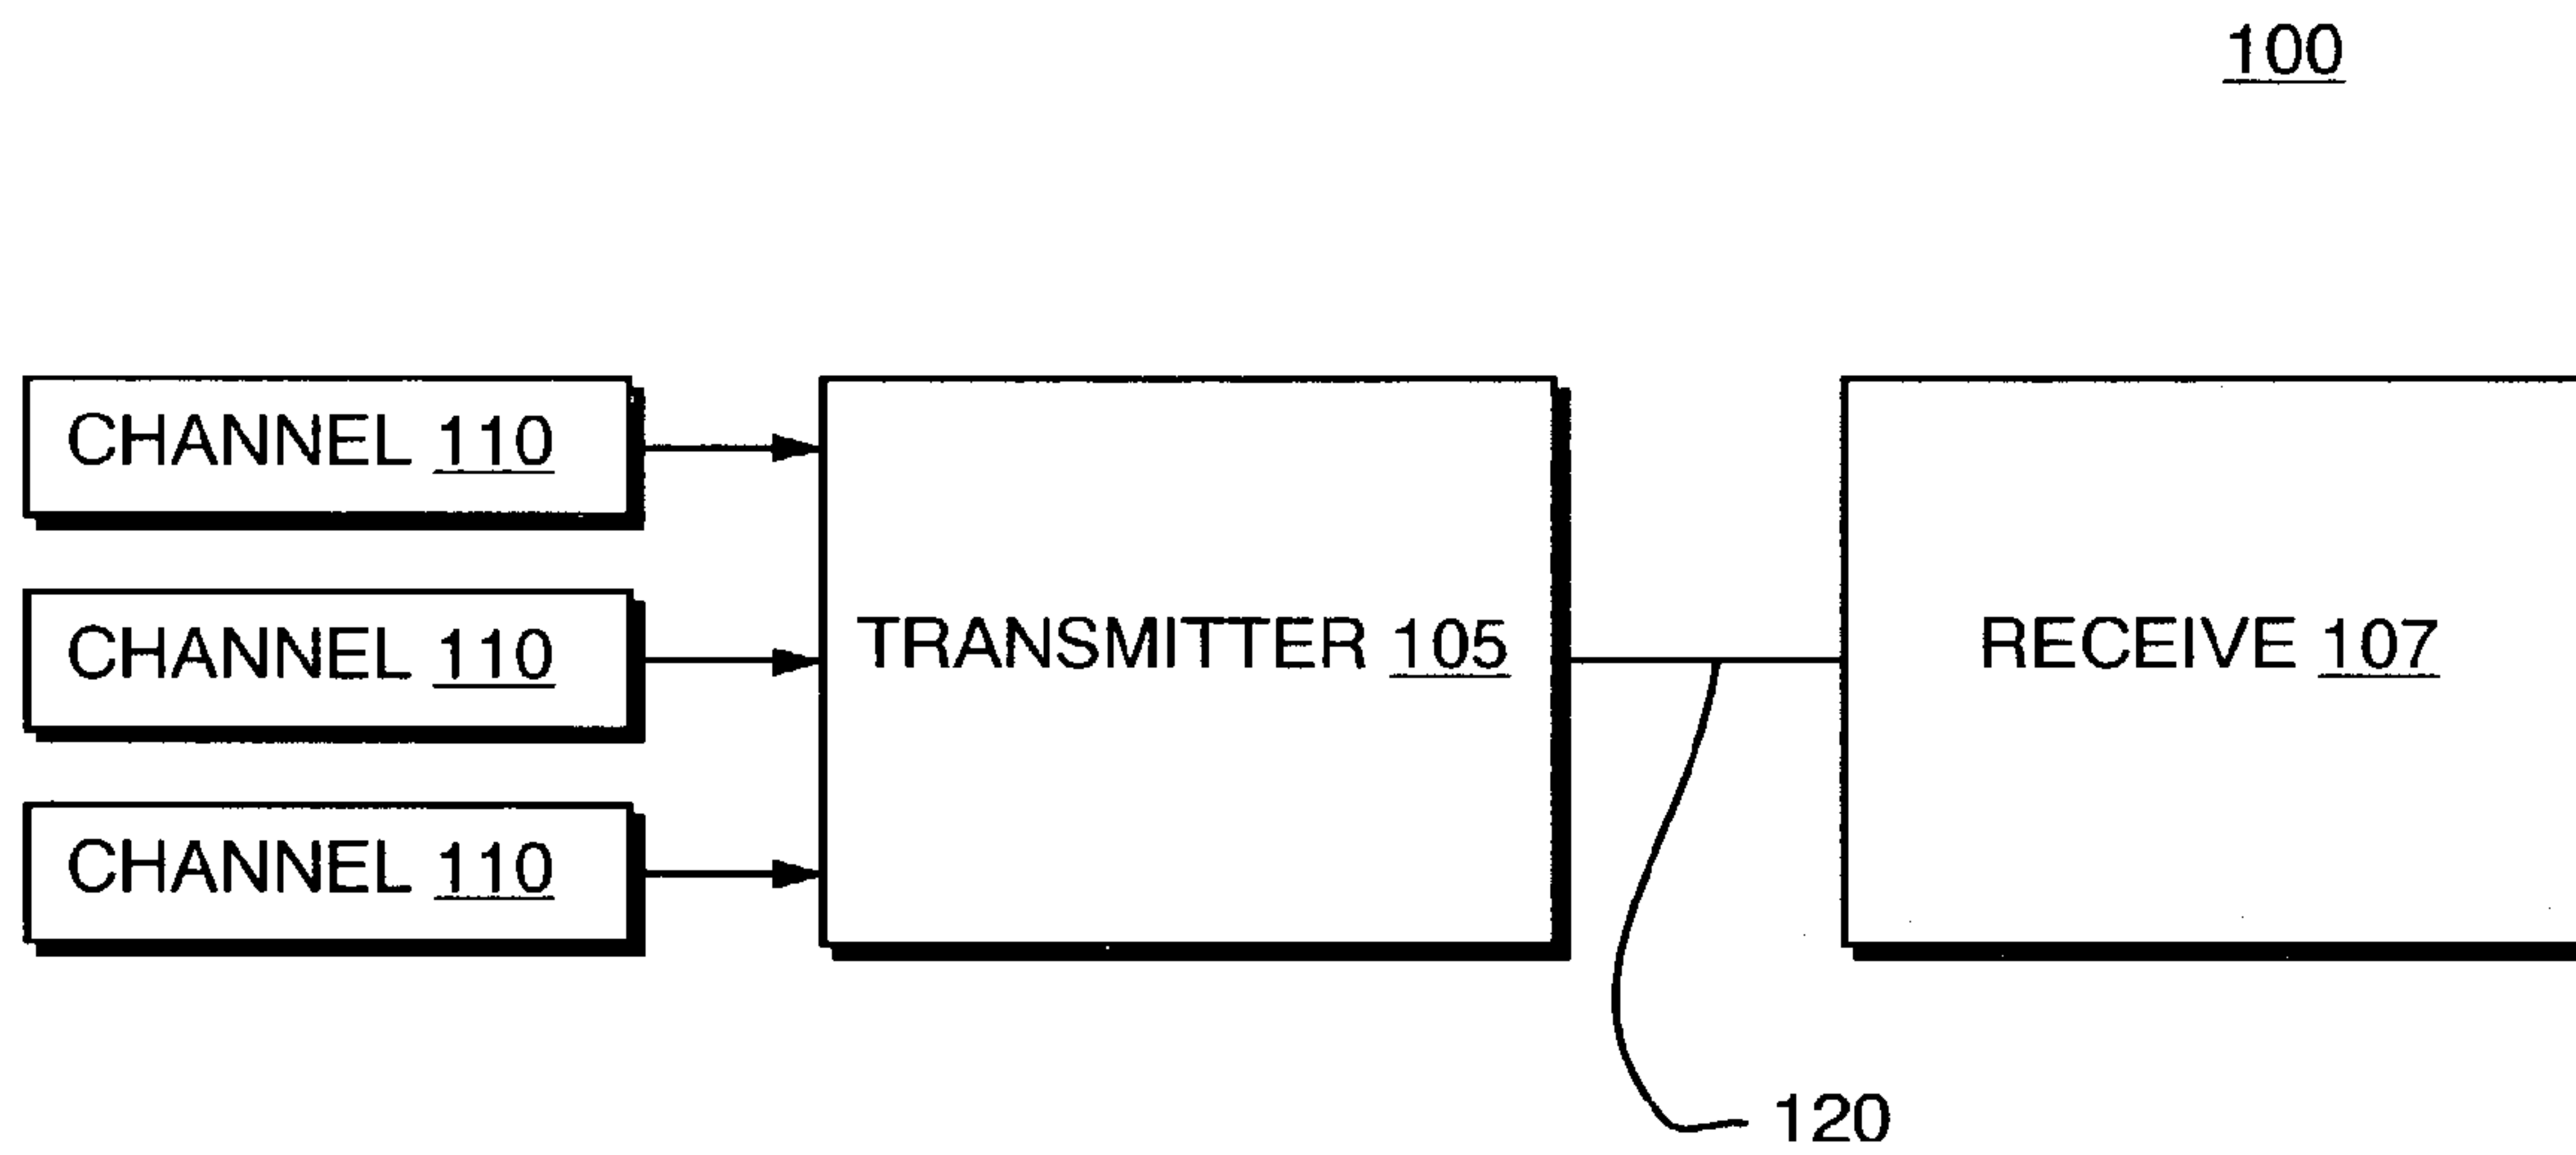 100
CHANNEL 110
TRANSMITTER 105
RECEIVE 107
CHANNEL 110
CHANNEL 110
120